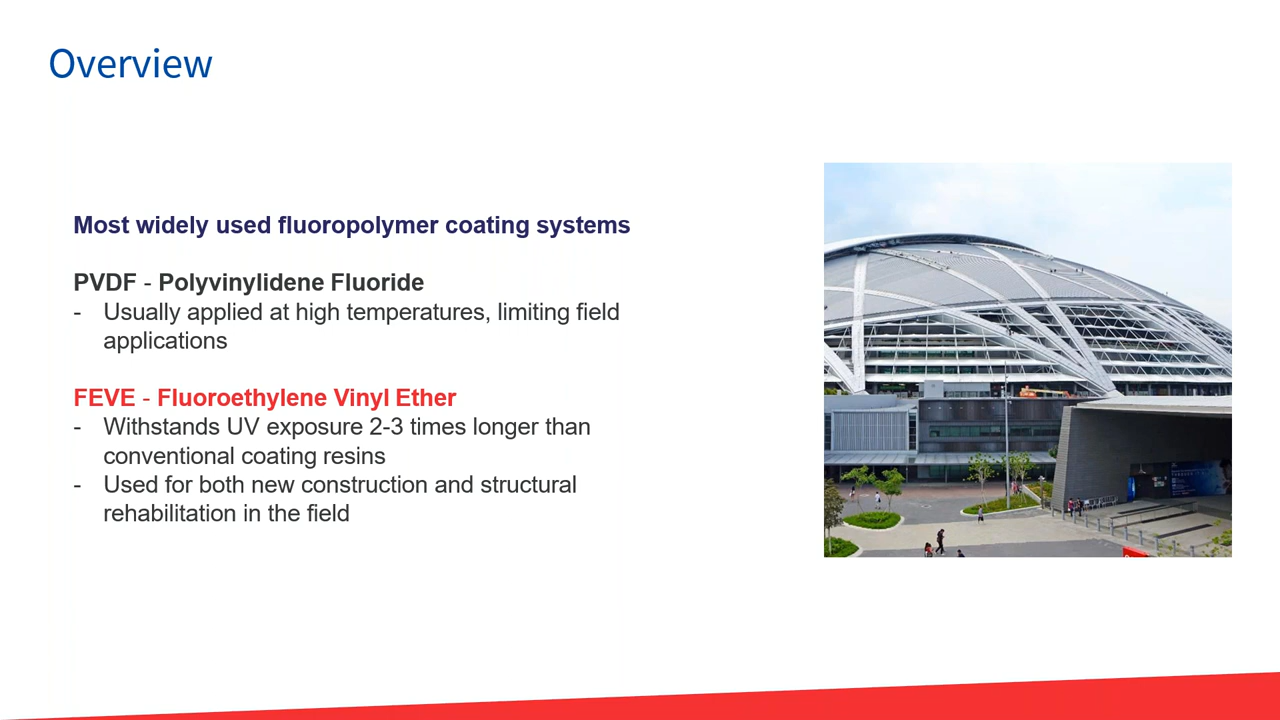 Overview
Most widely used fluoropolymer coating systems
PVDF - Polyvinylidene Fluoride
- Usually applied at high temperatures, limiting field
applications
FEVE - Fluoroethylene Vinyl Ether
- Withstands UV exposure 2-3 times longer than
conventional coating resins
- Used for both new construction and structural
rehabilitation in the field